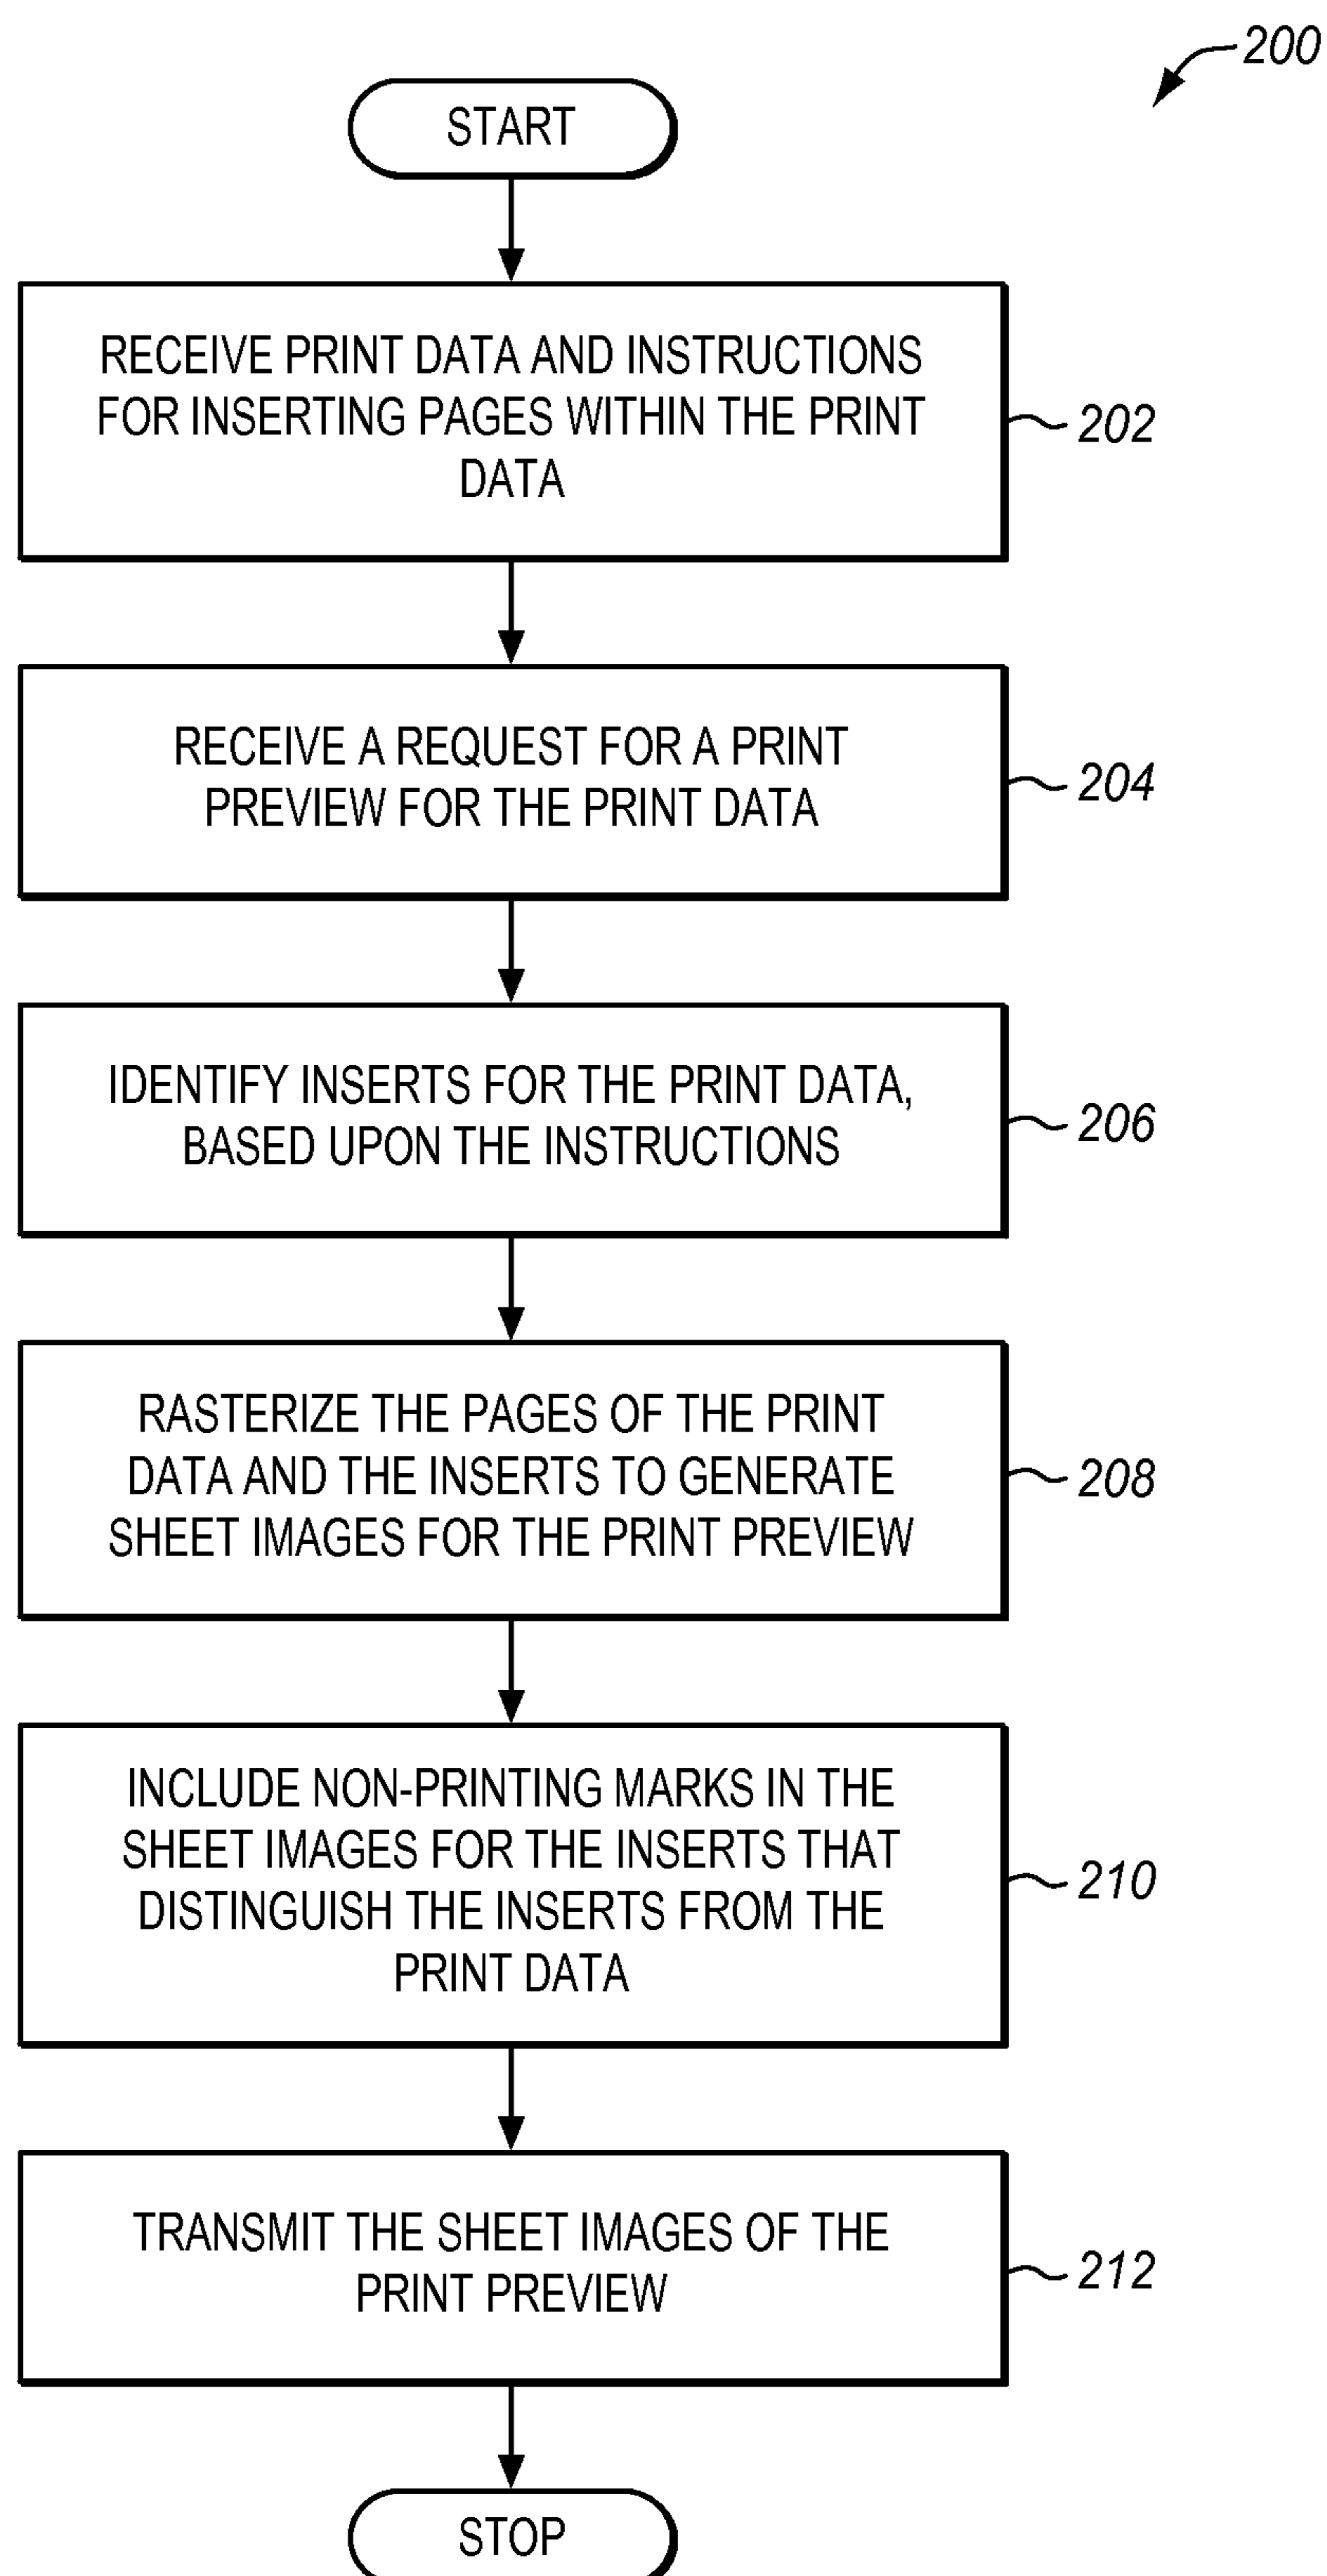 200
START
RECEIVE PRINT DATA AND INSTRUCTIONS
FOR INSERTING PAGES WITHIN THE PRINT
DATA
202
RECEIVE A REQUEST FOR A PRINT
PREVIEW FOR THE PRINT DATA
204
IDENTIFY INSERTS FOR THE PRINT DATA,
BASED UPON THE INSTRUCTIONS
206
RASTERIZE THE PAGES OF THE PRINT
DATA AND THE INSERTS TO GENERATE
SHEET IMAGES FOR THE PRINT PREVIEW
208
INCLUDE NON-PRINTING MARKS IN THE
SHEET IMAGES FOR THE INSERTS THAT
DISTINGUISH THE INSERTS FROM THE
PRINT DATA
210
TRANSMIT THE SHEET IMAGES OF THE
PRINT PREVIEW
212
STOP